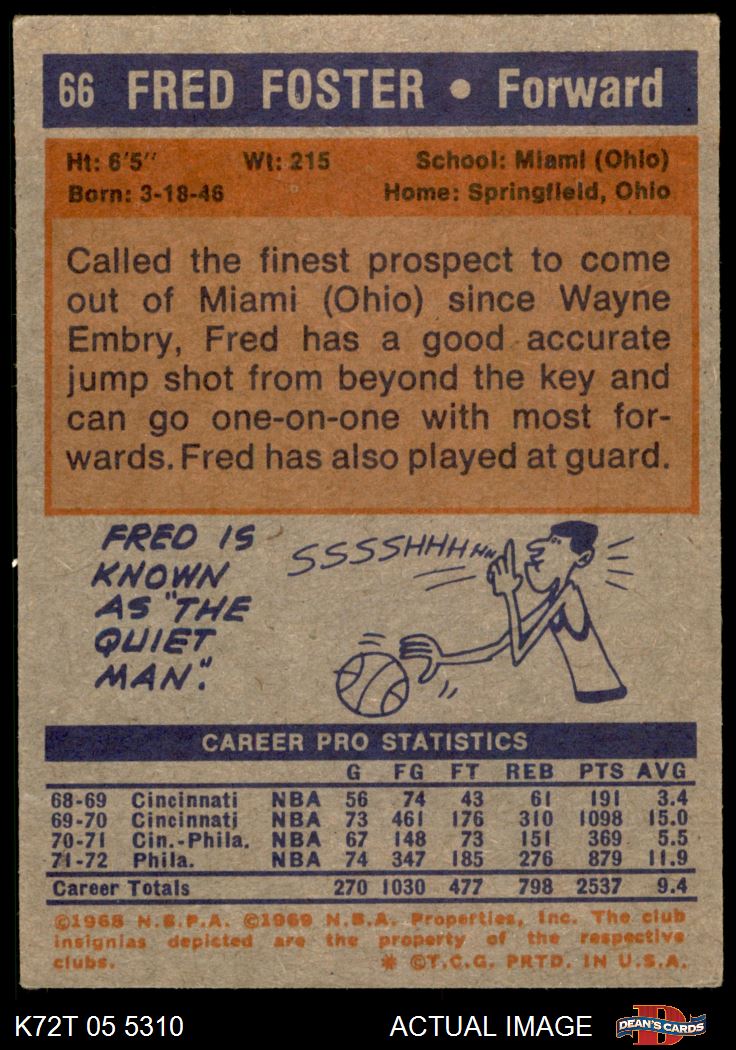 66 FRED FOSTER • Forward
Ht: 6'5" Wt: 215 School: Miami (Ohio)
Born: 3-18-46 Home: Springfield, Ohio
Called the finest prospect to come
out of Miami (Ohio) since Wayne
Embry, Fred has a good accurate
jump shot from beyond the key and
can go one-on-one with most for-
wards. Fred has also played at guard.
FRED IS
KNOWN
AS "THE
QUIET
MAN".
SSSSHHHHH
CAREER PRO STATISTICS
G FG FT REB PTS AVG
68-69 Cincinnati NBA 56 74 43 61 191 3.4
69-70 Cincinnati NBA 73 461 176 310 1098 15.0
70-71 Cin.-Phila. NBA 67 148 73 151 369 5.5
71-72 Phila. NBA 74 347 185 276 879 11.9
Career Totals 270 1030 477 798 2537 9.4
©1968 N.B.P.A. ©1969 N.B.A. Properties, Inc. The club
insignias depicted are the property of the respective
clubs. * ©T.C.G. PRTD. IN U.S.A.
K72T 05 5310 ACTUAL IMAGE DEAN'S CARDS